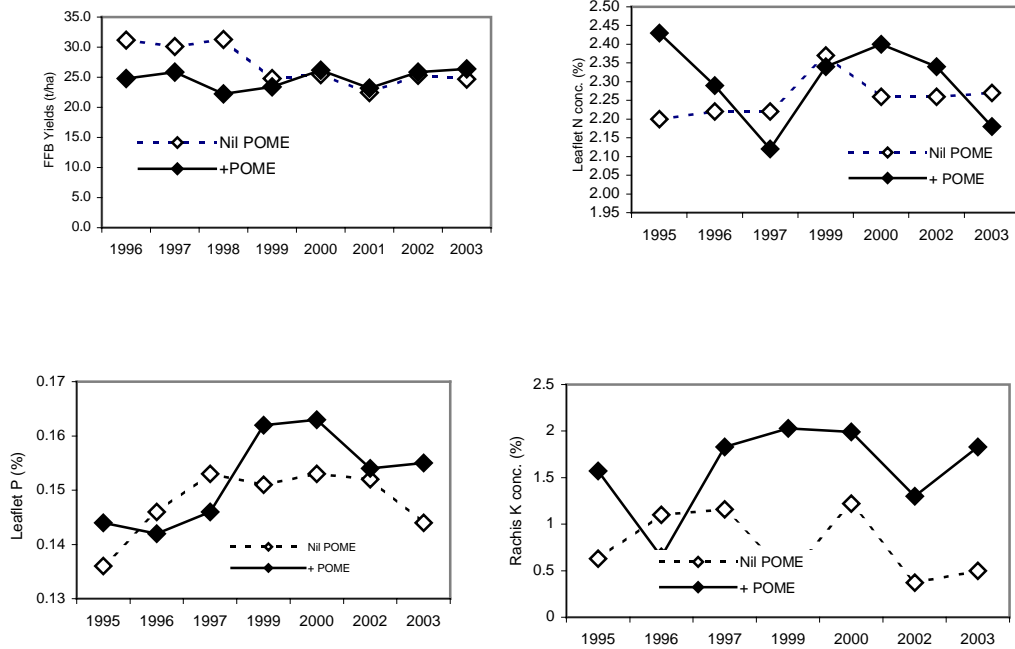 35.0
30.0
25.0
20.0
15.0
10.0
5.0
0.0
FFB Yields (t/ha)
Nil POME
+POME
1996 1997 1998 1999 2000 2001 2002 2003
2.50
2.45
2.40
2.35
2.30
2.25
2.20
2.15
2.10
2.05
2.00
1.95
Leaflet N conc. (%)
Nil POME
+ POME
1995 1996 1997 1999 2000 2002 2003
0.17
0.16
0.15
0.14
0.13
Leaflet P (%)
Nil POME
+ POME
1995 1996 1997 1999 2000 2002 2003
2.5
2
1.5
1
0.5
0
Rachis K conc. (%)
Nil POME
+ POME
1995 1996 1997 1999 2000 2002 2003